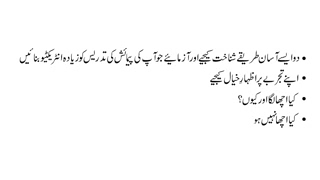 • دو ایسے آسان طریقے شناخت کیجیے اور آزمایئے جو آپ کی پیمائش کی تدریس کو زیادہ انٹریکٹیو بنائیں
• اپنے تجربے پر اظہارِ خیال کیجیے
• کیا اچھا لگا اور کیوں؟
• کیا اچھا نہیں ہو